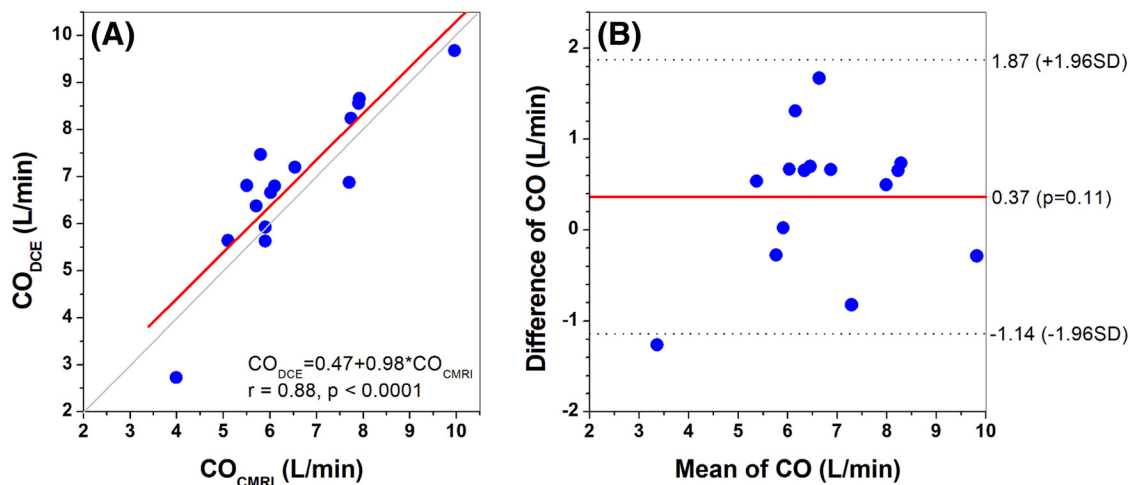 (A)
10
9
8
7
6
5
4
3
2
CO_DCE (L/min)
CO_DCE=0.47+0.98*CO_CMRI
r = 0.88, p < 0.0001
2 3 4 5 6 7 8 9 10
CO_CMRI (L/min)
(B)
2
1
0
-1
-2
Difference of CO (L/min)
1.87 (+1.96SD)
0.37 (p=0.11)
-1.14 (-1.96SD)
2 3 4 5 6 7 8 9 10
Mean of CO (L/min)